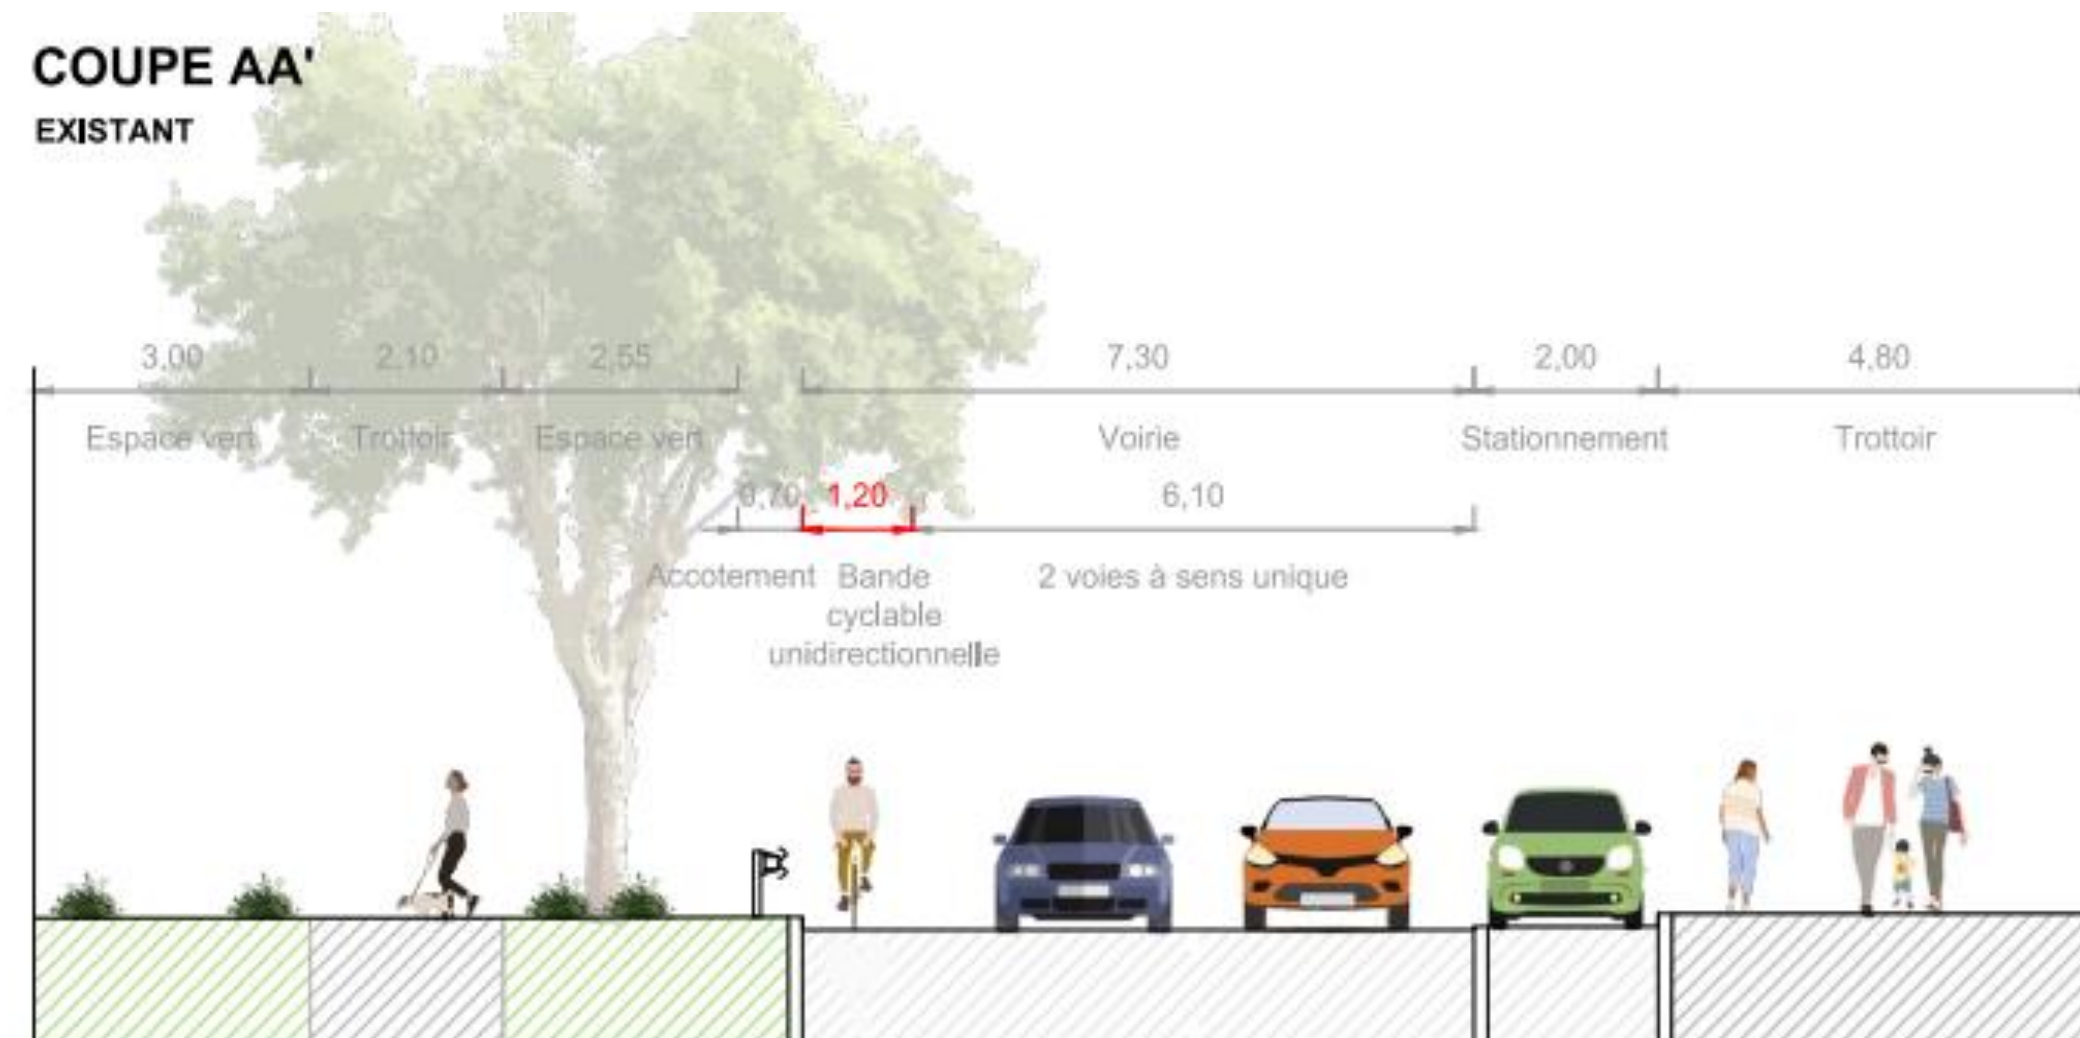 COUPE AA'
EXISTANT
3,00 2,10 2,55 7,30 2,00 4,80
Espace vert Trottoir Espace vert Voirie Stationnement Trottoir
0,70 1,20 6,10
Accotement Bande 2 voies à sens unique
cyclable
unidirectionnelle